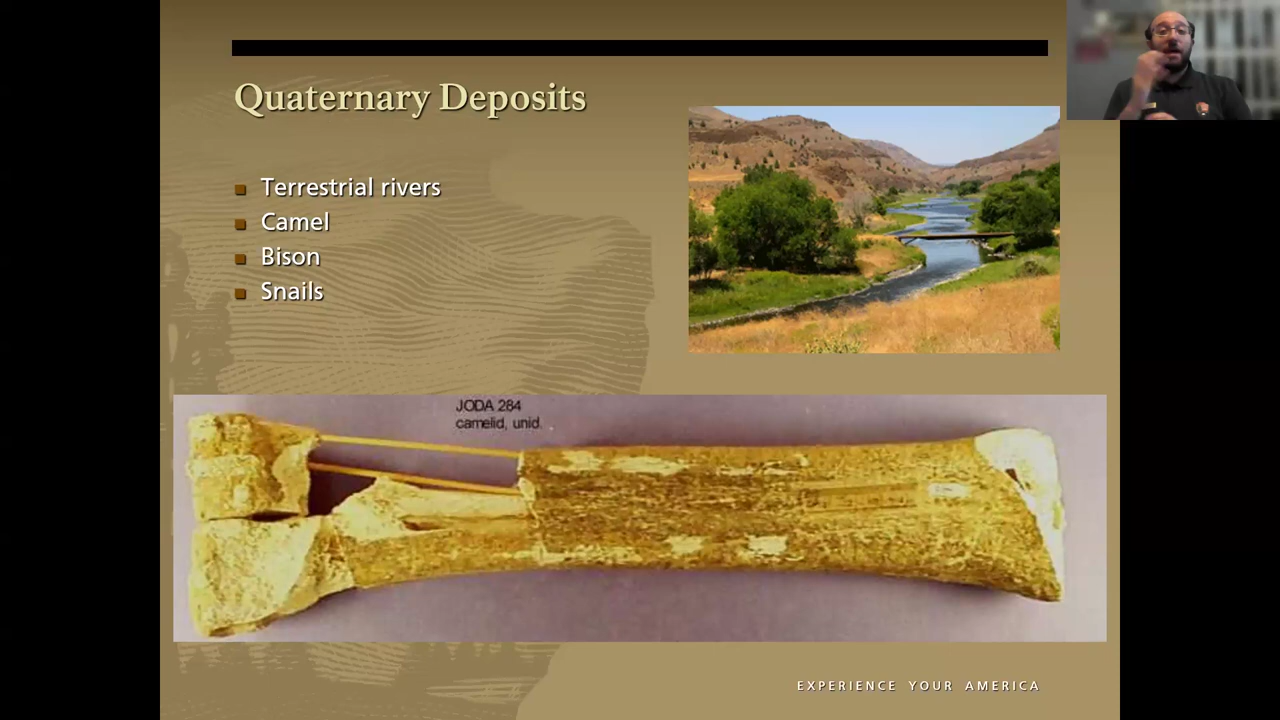 Quaternary Deposits
Terrestrial rivers
Camel
Bison
Snails
JODA 284
camelid, unid.
EXPERIENCE YOUR AMERICA